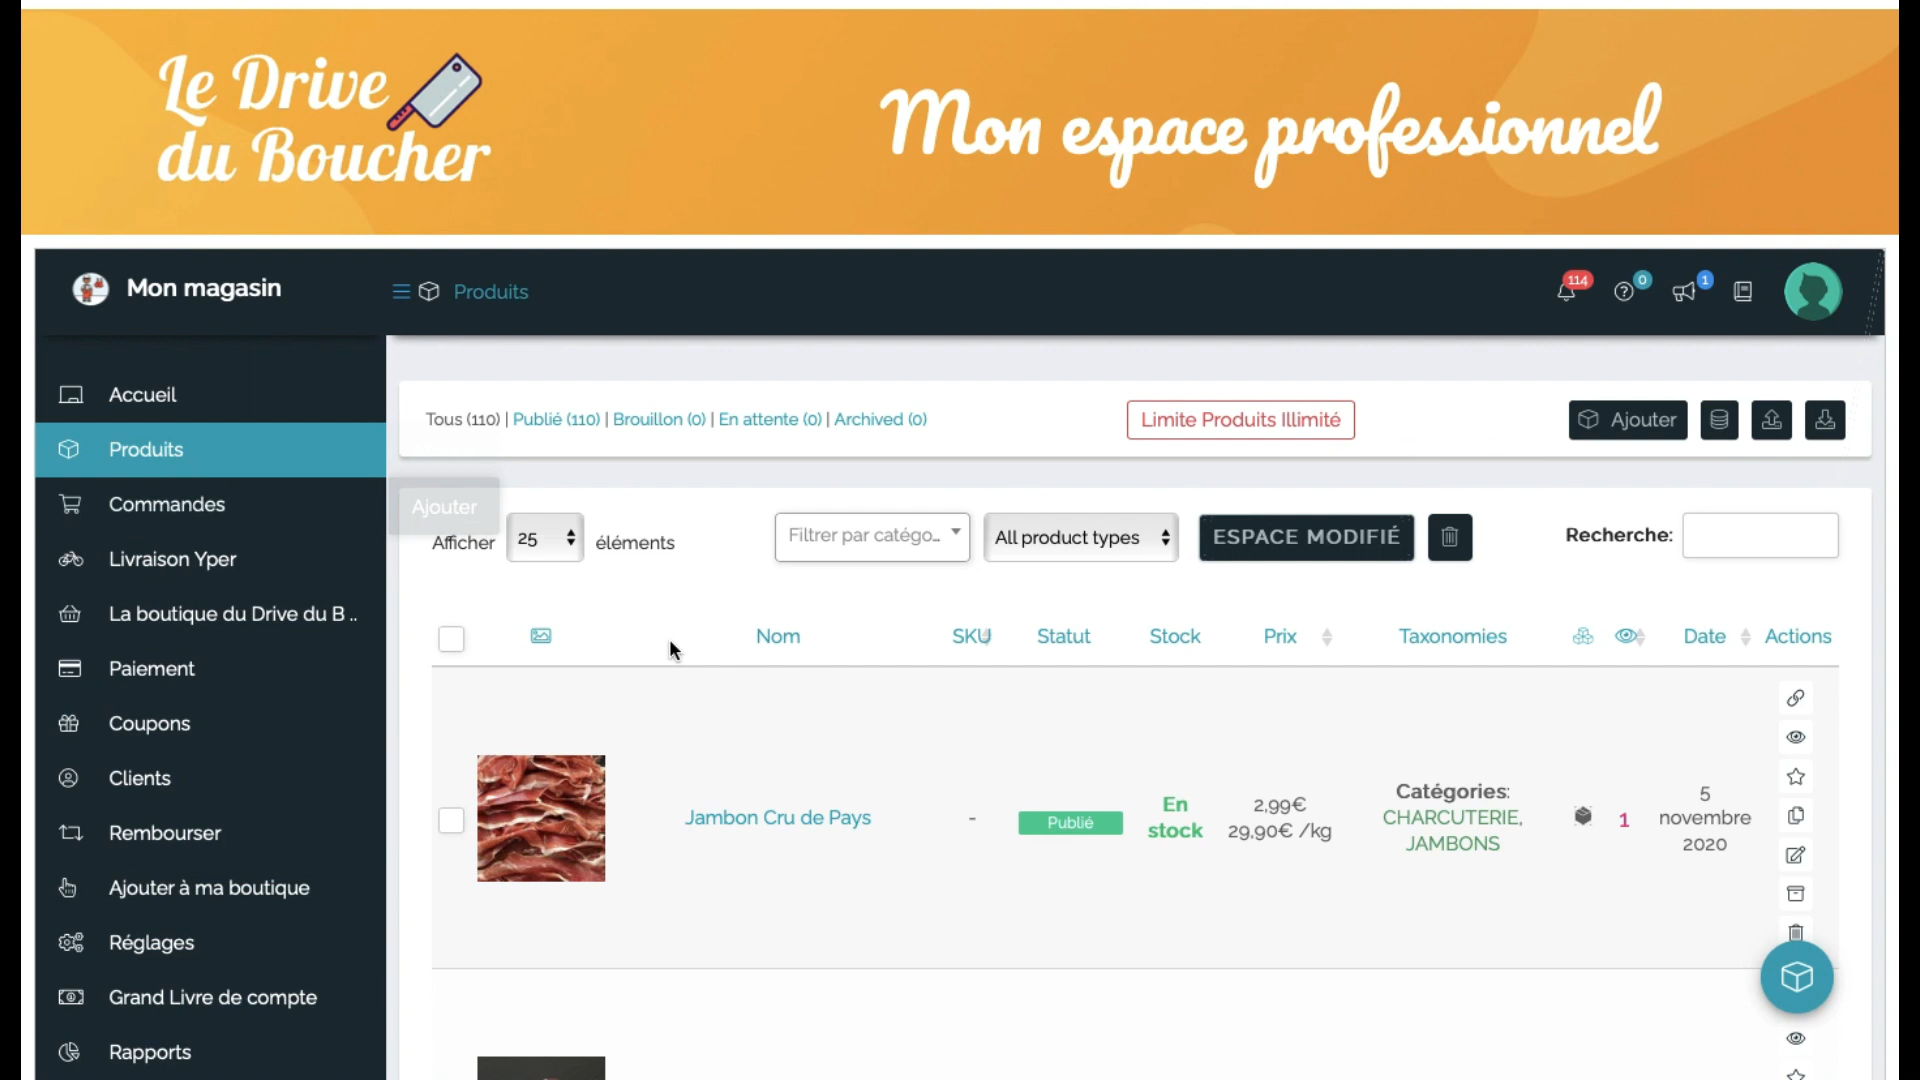 Le Drive
du Boucher
Mon espace professionnel
Mon magasin
Produits
114
0
1
Accueil
Produits
Commandes
Livraison Yper
La boutique du Drive du B ..
Paiement
Coupons
Clients
Rembourser
Ajouter à ma boutique
Réglages
Grand Livre de compte
Rapports
Tous (110) | Publié (110) | Brouillon (0) | En attente (0) | Archived (0)
Limite Produits Illimité
Ajouter
Ajouter
Afficher 25 éléments
Filtrer par catégo...
All product types
ESPACE MODIFIÉ
Recherche:
Nom SKU Statut Stock Prix Taxonomies Date Actions
Jambon Cru de Pays
-
Publié
En
stock
2,99€
29,90€ /kg
Catégories:
CHARCUTERIE,
JAMBONS
1
5
novembre
2020